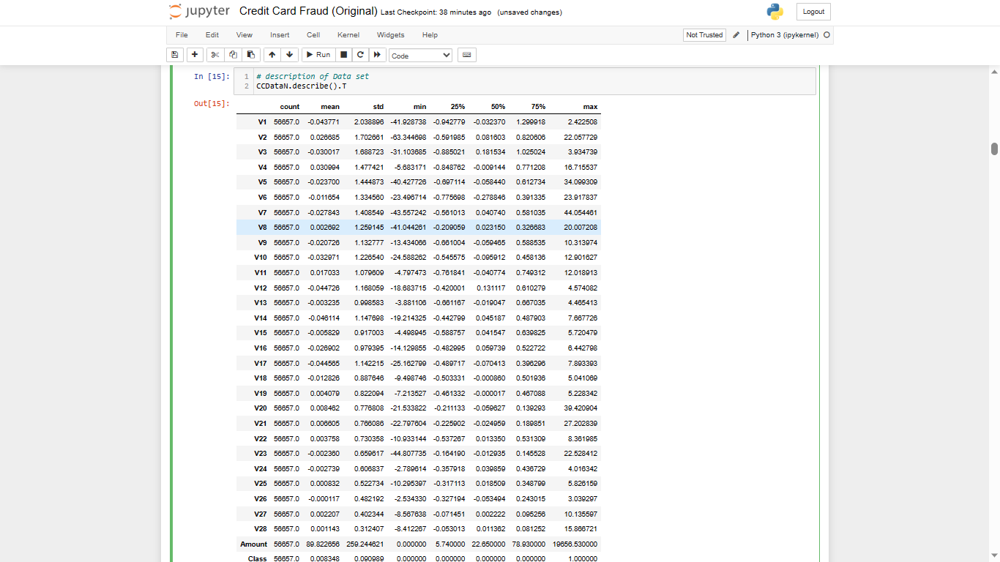 jupyter Credit Card Fraud (Original) Last Checkpoint: 38 minutes ago (unsaved changes) Logout
File Edit View Insert Cell Kernel Widgets Help Not Trusted Python 3 (ipykernel)
Run Code
In [15]: 1 # description of Data set
2 CCDataN.describe().T
Out[15]:
count mean std min 25% 50% 75% max
V1 56657.0 -0.043771 2.038896 -41.928738 -0.942779 -0.032370 1.299918 2.422508
V2 56657.0 0.026685 1.702661 -63.344698 -0.591985 0.081603 0.820606 22.057729
V3 56657.0 -0.030017 1.688723 -31.103685 -0.885021 0.181534 1.025024 3.934739
V4 56657.0 0.030994 1.477421 -5.683171 -0.848762 -0.009144 0.771208 16.715537
V5 56657.0 -0.023700 1.444873 -40.427726 -0.697114 -0.058440 0.612734 34.099309
V6 56657.0 -0.011654 1.334560 -23.496714 -0.775698 -0.278846 0.391335 23.917837
V7 56657.0 -0.027843 1.408549 -43.557242 -0.561013 0.040740 0.581035 44.054461
V8 56657.0 0.002692 1.259145 -41.044261 -0.209059 0.023150 0.326683 20.007208
V9 56657.0 -0.020726 1.132777 -13.434066 -0.661004 -0.059465 0.588535 10.313974
V10 56657.0 -0.032971 1.226540 -24.588262 -0.545575 -0.095912 0.458136 12.901627
V11 56657.0 0.017033 1.079609 -4.797473 -0.761841 -0.040774 0.749312 12.018913
V12 56657.0 -0.044726 1.168059 -18.683715 -0.420001 0.131117 0.610279 4.574082
V13 56657.0 -0.003235 0.998583 -3.881106 -0.661167 -0.019047 0.667035 4.465413
V14 56657.0 -0.046114 1.147698 -19.214325 -0.442799 0.045187 0.487903 7.667726
V15 56657.0 -0.005829 0.917003 -4.498945 -0.588757 0.041547 0.639825 5.720479
V16 56657.0 -0.026902 0.979395 -14.129855 -0.482995 0.059739 0.522722 6.442798
V17 56657.0 -0.044565 1.142215 -25.162799 -0.489717 -0.070413 0.396296 7.893393
V18 56657.0 -0.012826 0.887646 -9.498746 -0.503331 -0.000860 0.501936 5.041069
V19 56657.0 0.004079 0.822094 -7.213527 -0.461332 -0.000017 0.467088 5.228342
V20 56657.0 0.008462 0.776808 -21.533822 -0.211133 -0.059627 0.139293 39.420904
V21 56657.0 0.006605 0.766086 -22.797604 -0.225902 -0.024959 0.189851 27.202839
V22 56657.0 0.003758 0.730358 -10.933144 -0.537267 0.013350 0.531309 8.361985
V23 56657.0 -0.002360 0.659617 -44.807735 -0.164190 -0.012935 0.145528 22.528412
V24 56657.0 -0.002739 0.606837 -2.789614 -0.357918 0.039859 0.436729 4.016342
V25 56657.0 0.000832 0.522734 -10.295397 -0.317113 0.018509 0.348799 5.826159
V26 56657.0 -0.000117 0.482192 -2.534330 -0.327194 -0.053494 0.243015 3.039297
V27 56657.0 0.002207 0.402344 -8.567638 -0.071451 0.002222 0.095256 10.135597
V28 56657.0 0.001143 0.312407 -8.412267 -0.053013 0.011362 0.081252 15.866721
Amount 56657.0 89.822656 259.244621 0.000000 5.740000 22.650000 78.930000 19656.530000
Class 56657.0 0.008348 0.090989 0.000000 0.000000 0.000000 0.000000 1.000000